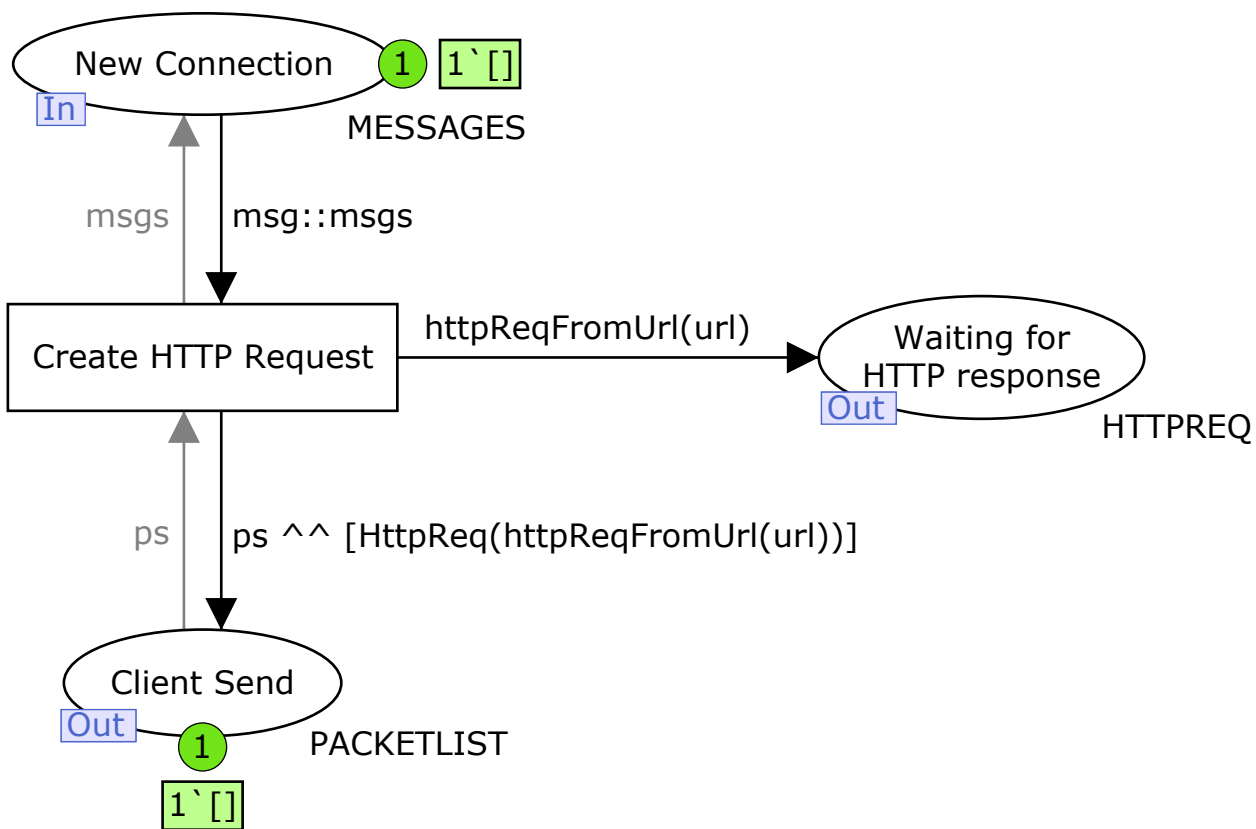 New Connection
1
1`[]
In
MESSAGES
msgs
msg::msgs
Create HTTP Request
httpReqFromUrl(url)
Waiting for
HTTP response
Out
HTTPREQ
ps
ps ^^ [HttpReq(httpReqFromUrl(url))]
Client Send
Out
1
PACKETLIST
1`[]